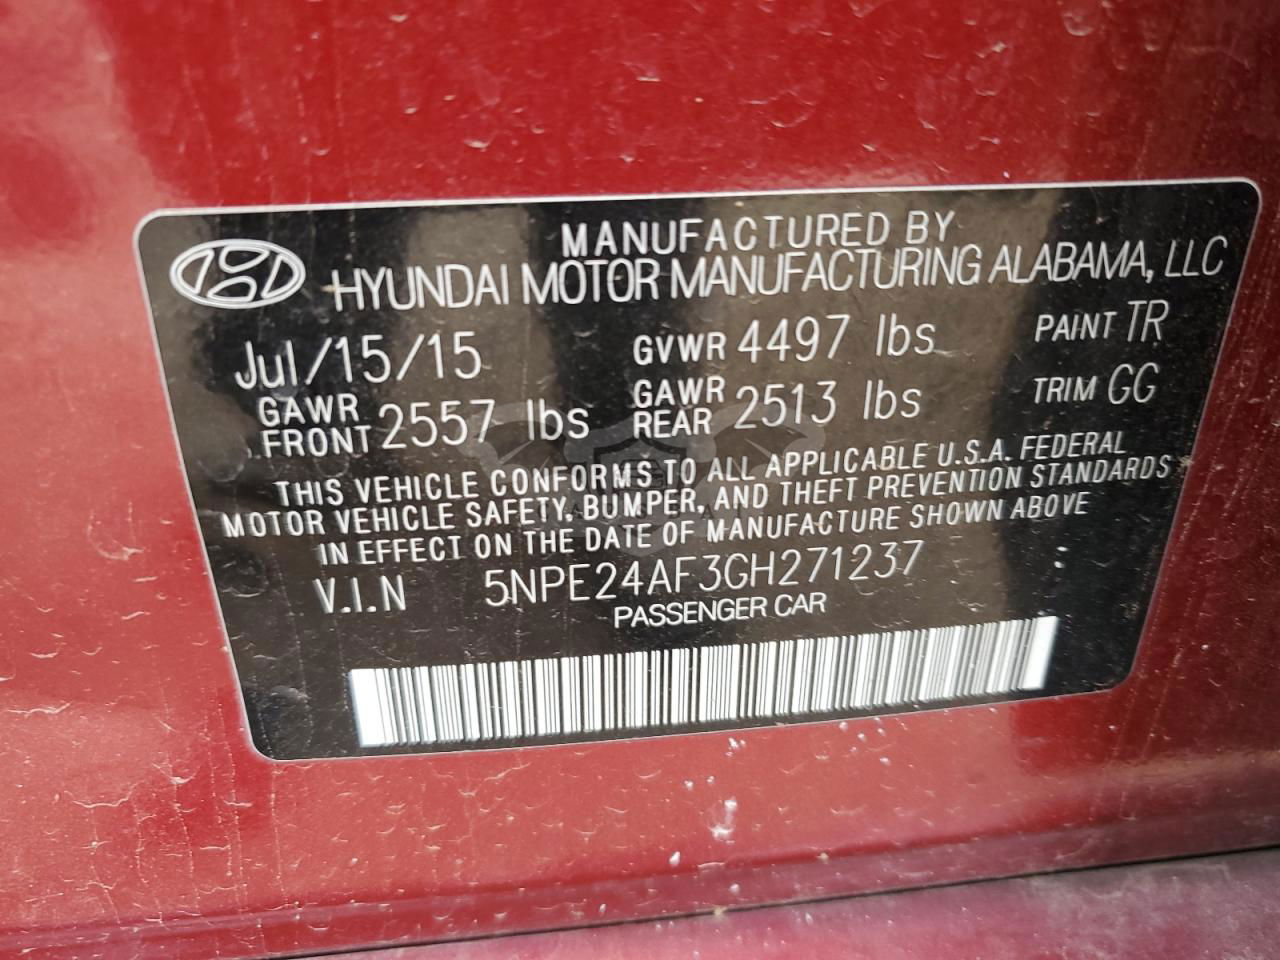 MANUFACTURED BY
HYUNDAI MOTOR MANUFACTURING ALABAMA, LLC
Jul/15/15 GVWR 4497 lbs PAINT TR
GAWR FRONT 2557 lbs GAWR REAR 2513 lbs TRIM GG
THIS VEHICLE CONFORMS TO ALL APPLICABLE U.S.A. FEDERAL
MOTOR VEHICLE SAFETY, BUMPER, AND THEFT PREVENTION STANDARDS
IN EFFECT ON THE DATE OF MANUFACTURE SHOWN ABOVE
V.I.N 5NPE24AF3GH271237
PASSENGER CAR